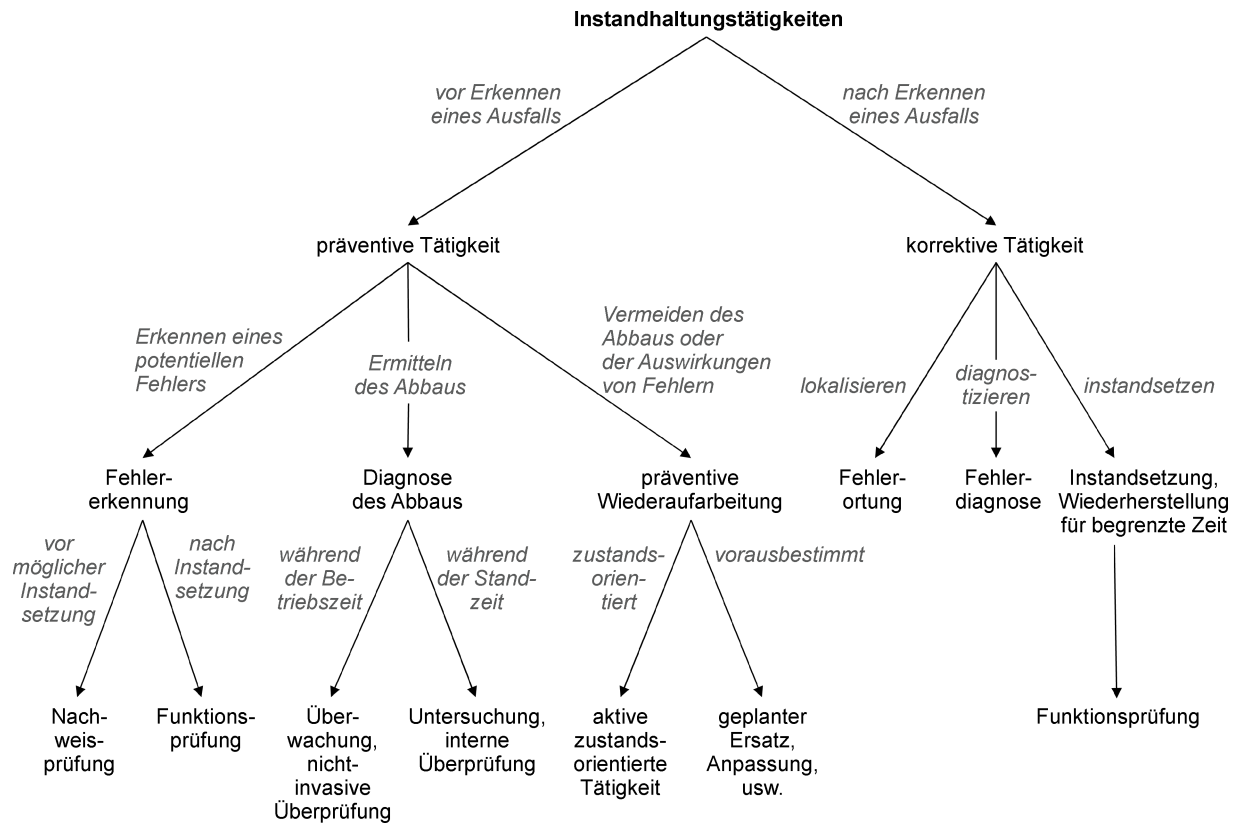 Instandhaltungstätigkeiten
vor Erkennen
eines Ausfalls
nach Erkennen
eines Ausfalls
präventive Tätigkeit
korrektive Tätigkeit
Erkennen eines
potentiellen
Fehlers
Ermitteln
des Abbaus
Vermeiden des
Abbaus oder
der Auswirkungen
von Fehlern
lokalisieren
diagnos-
tizieren
instandsetzen
Fehler-
erkennung
Diagnose
des Abbaus
präventive
Wiederaufarbeitung
Fehler-
ortung
Fehler-
diagnose
Instandsetzung,
Wiederherstellung
für begrenzte Zeit
vor
möglicher
Instand-
setzung
nach
Instand-
setzung
während
der Be-
triebszeit
während
der Stand-
zeit
zustands-
orien-
tiert
vorausbestimmt
Nach-
weis-
prüfung
Funktions-
prüfung
Über-
wachung,
nicht-
invasive
Überprüfung
Untersuchung,
interne
Überprüfung
aktive
zustands-
orientierte
Tätigkeit
geplanter
Ersatz,
Anpassung,
usw.
Funktionsprüfung